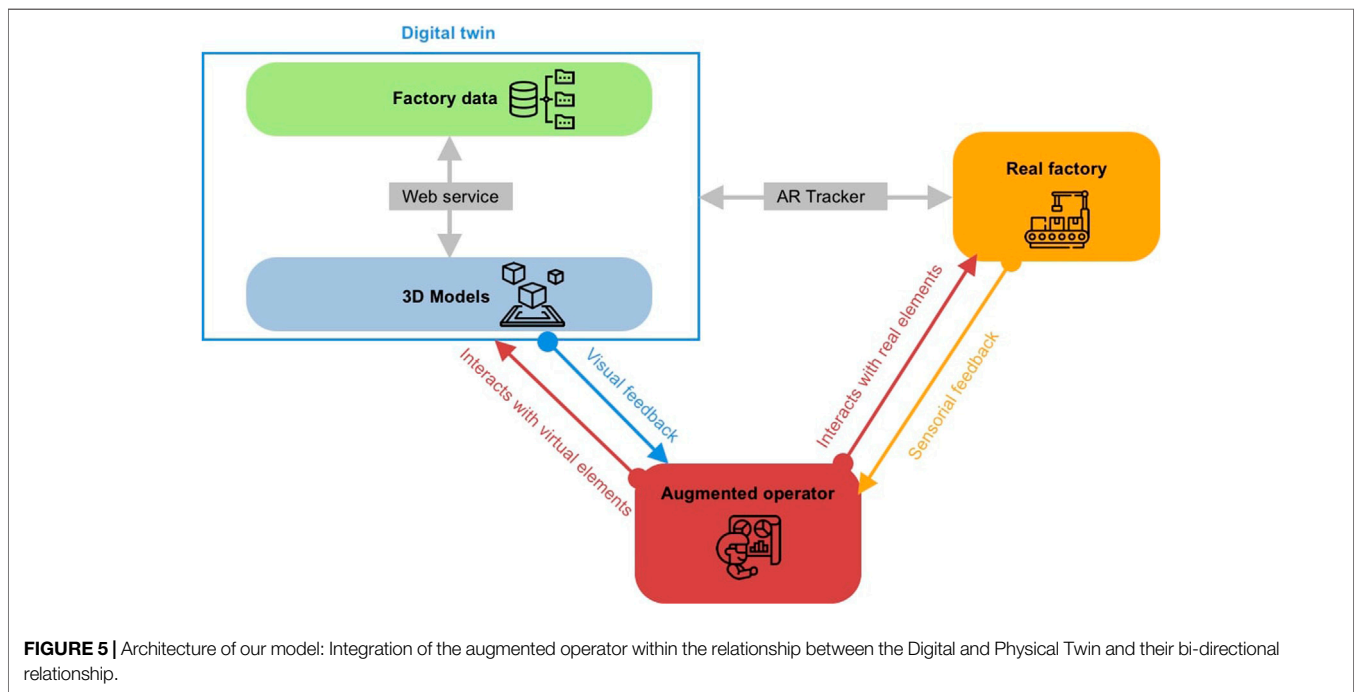 Digital twin
Factory data
Web service
3D Models
AR Tracker
Real factory
Interacts with virtual elements
Visual feedback
Interacts with real elements
Sensorial feedback
Augmented operator
FIGURE 5 | Architecture of our model: Integration of the augmented operator within the relationship between the Digital and Physical Twin and their bi-directional
relationship.